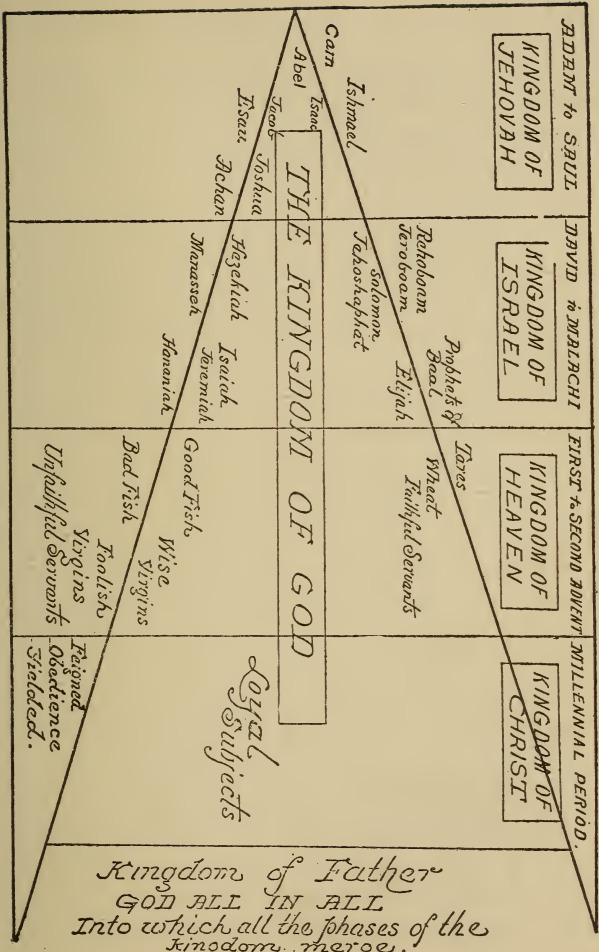 ADANT to SAUL
KINGDOM OF
JEHOVAH
DAVID to MALACHI
KINGDOM OF
ISRAEL
FIRST to SECOND ADVENT
KINGDOM OF
HEAVEN
MILLENNIAL PERIOD.
KINGDOM OF
CHRIST
Cam
Ishmael
Rehoboam
Jeroboam
Prophets of
Baal
Tares
Abel
Isaac
Solomon
Jehoshaphat
Elijah
Wheat
Faithful Servants
THE KINGDOM OF GOD
Jacob
Joshua
Hezekiah
Isaiah
Jeremiah
Good Fish
Wise
Virgins
Loyal
Subjects
Esau
Achan
Manasseh
Hananiah
Bad Fish
Foolish
Virgins
Unfaithful Servants
Feigned
Obedience
Yielded.
Kingdom of Father
GOD ALL IN ALL
Into which all the phases of the
kingdom merge.